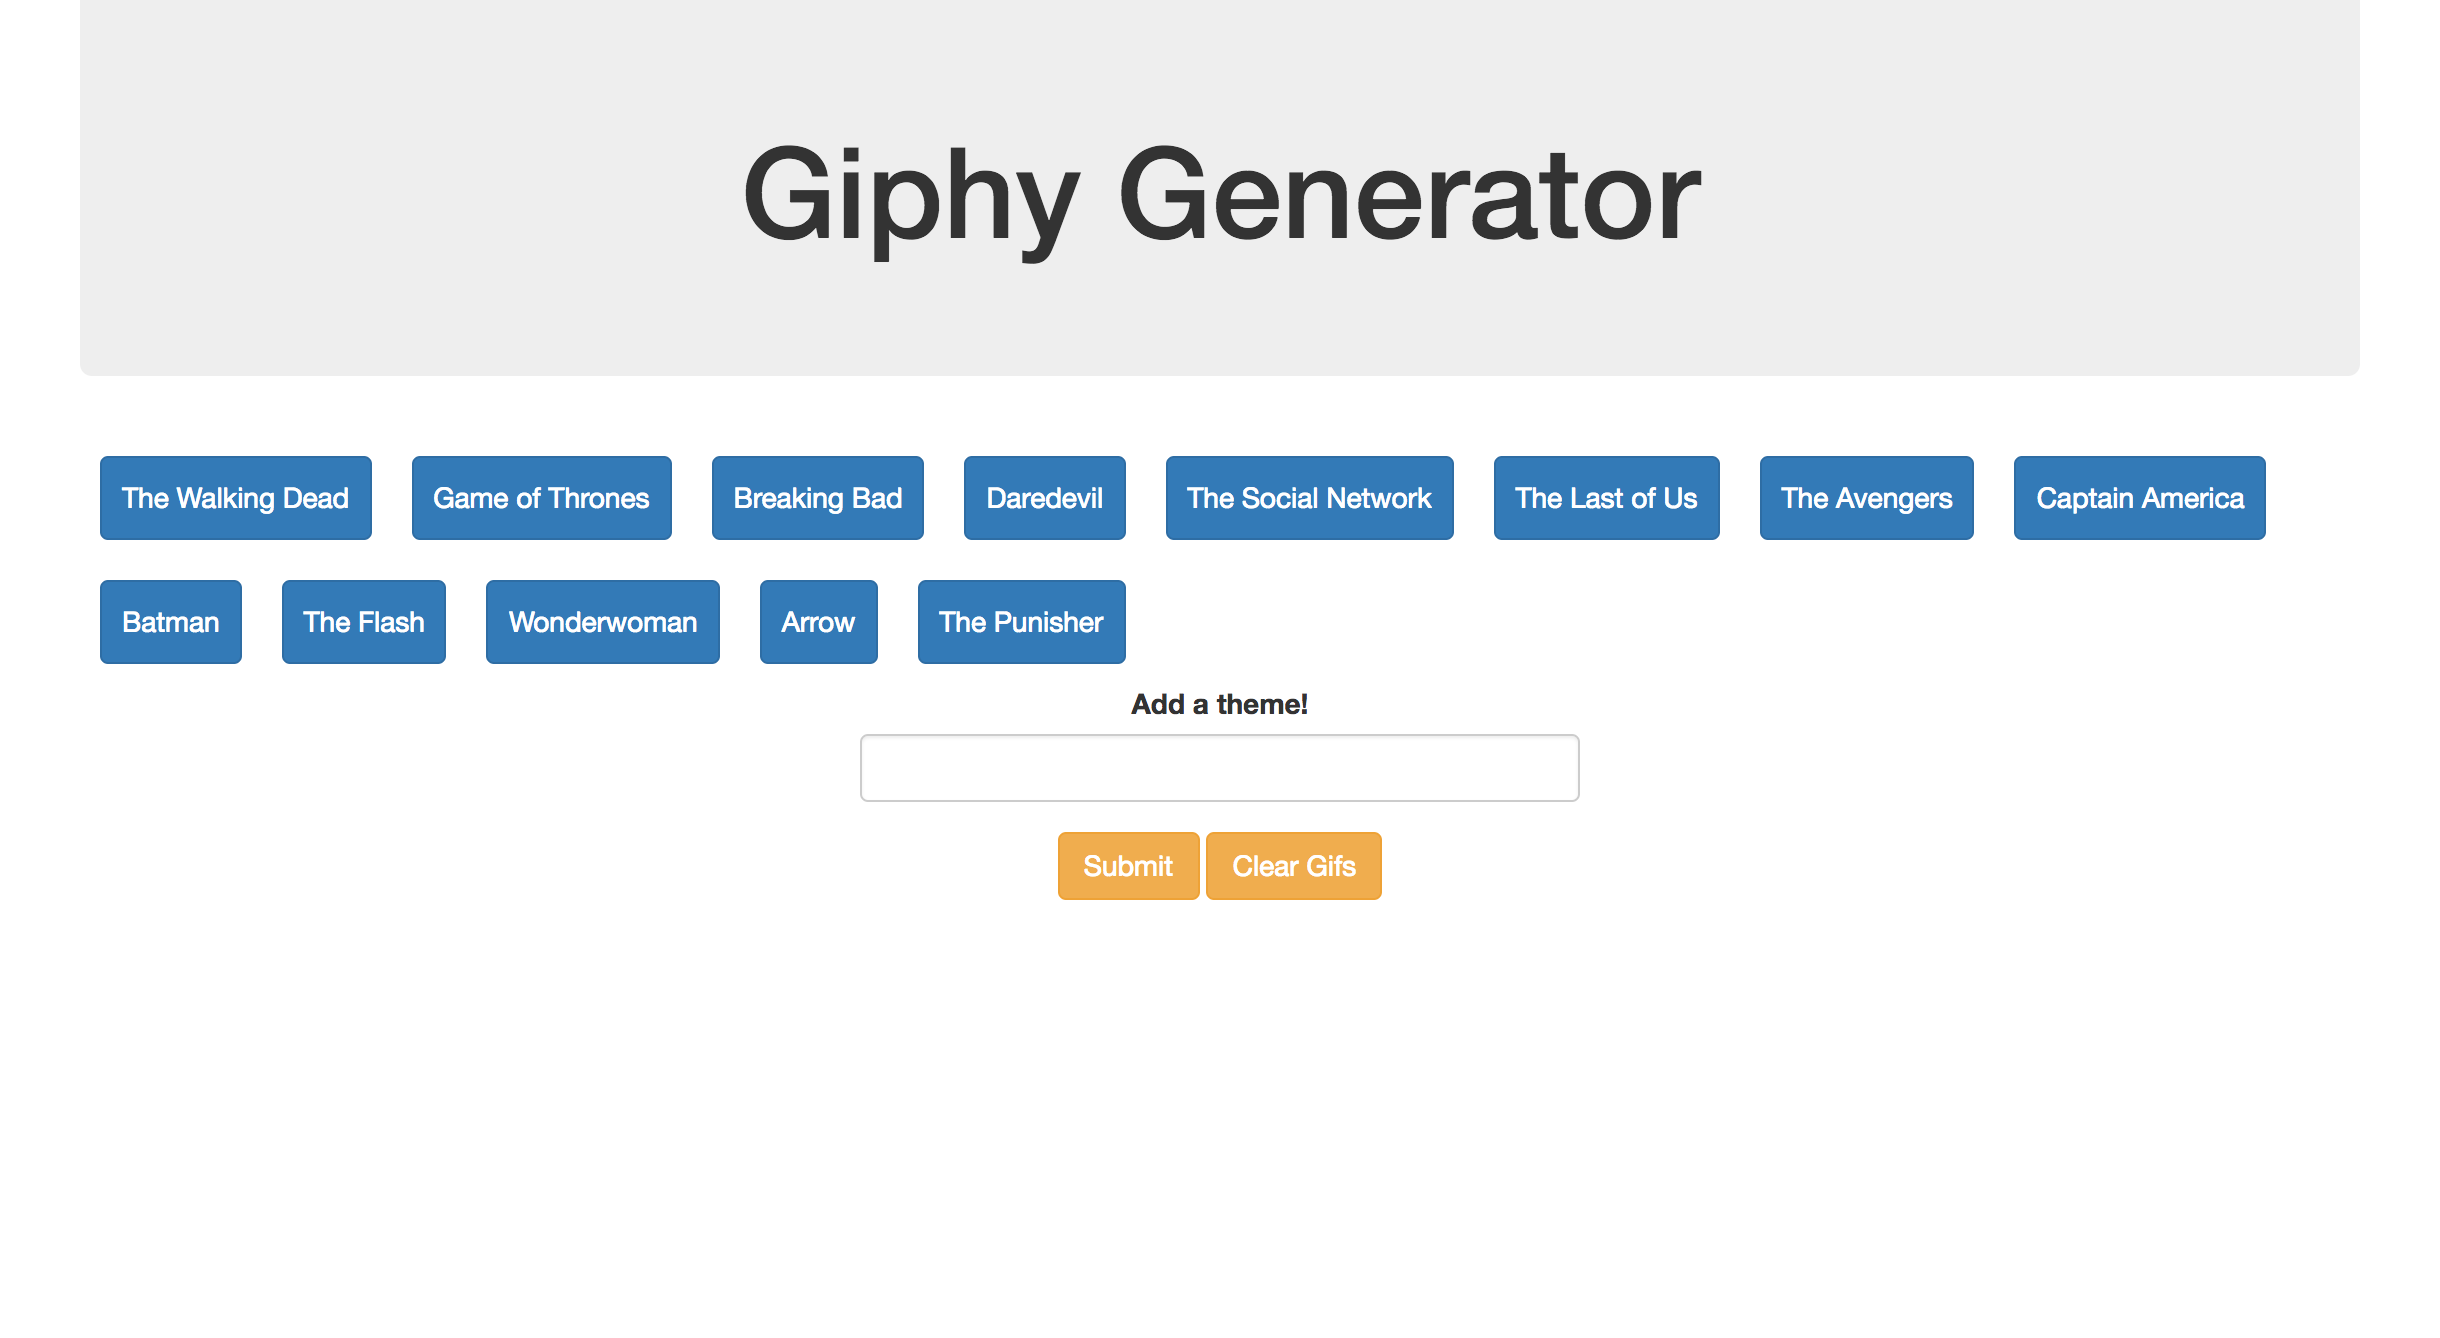 Giphy Generator
The Walking Dead Game of Thrones Breaking Bad Daredevil The Social Network The Last of Us The Avengers Captain America
Batman The Flash Wonderwoman Arrow The Punisher
Add a theme!
Submit Clear Gifs